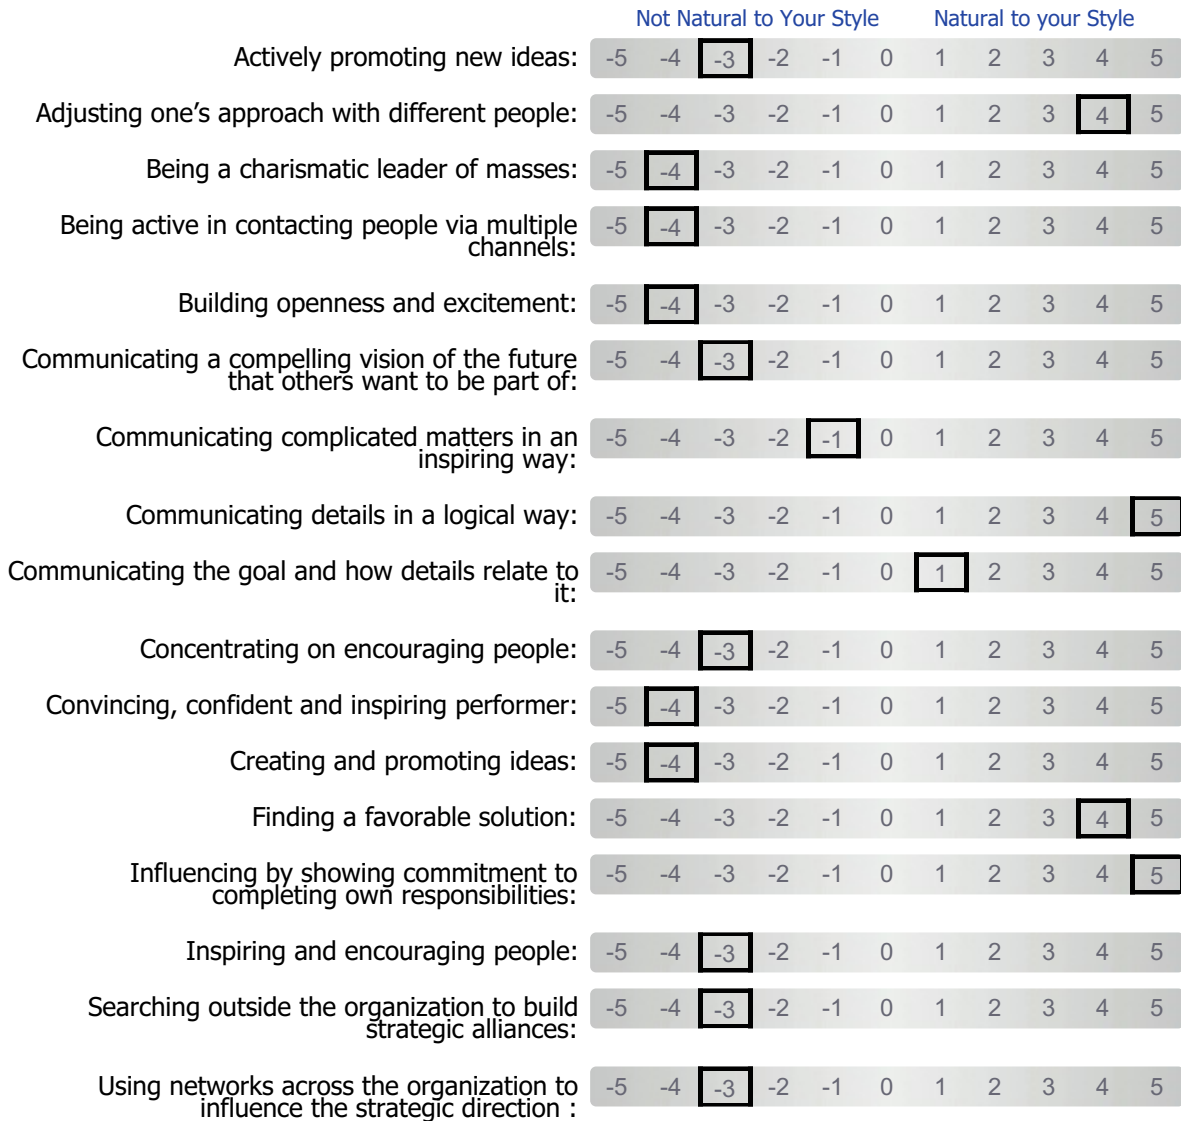 Not Natural to Your Style Natural to your Style
Actively promoting new ideas: -5 -4 -3 -2 -1 0 1 2 3 4 5
Adjusting one’s approach with different people: -5 -4 -3 -2 -1 0 1 2 3 4 5
Being a charismatic leader of masses: -5 -4 -3 -2 -1 0 1 2 3 4 5
Being active in contacting people via multiple -5 -4 -3 -2 -1 0 1 2 3 4 5
channels:
Building openness and excitement: -5 -4 -3 -2 -1 0 1 2 3 4 5
Communicating a compelling vision of the future -5 -4 -3 -2 -1 0 1 2 3 4 5
that others want to be part of:
Communicating complicated matters in an -5 -4 -3 -2 -1 0 1 2 3 4 5
inspiring way:
Communicating details in a logical way: -5 -4 -3 -2 -1 0 1 2 3 4 5
Communicating the goal and how details relate to -5 -4 -3 -2 -1 0 1 2 3 4 5
it:
Concentrating on encouraging people: -5 -4 -3 -2 -1 0 1 2 3 4 5
Convincing, confident and inspiring performer: -5 -4 -3 -2 -1 0 1 2 3 4 5
Creating and promoting ideas: -5 -4 -3 -2 -1 0 1 2 3 4 5
Finding a favorable solution: -5 -4 -3 -2 -1 0 1 2 3 4 5
Influencing by showing commitment to -5 -4 -3 -2 -1 0 1 2 3 4 5
completing own responsibilities:
Inspiring and encouraging people: -5 -4 -3 -2 -1 0 1 2 3 4 5
Searching outside the organization to build -5 -4 -3 -2 -1 0 1 2 3 4 5
strategic alliances:
Using networks across the organization to -5 -4 -3 -2 -1 0 1 2 3 4 5
influence the strategic direction :